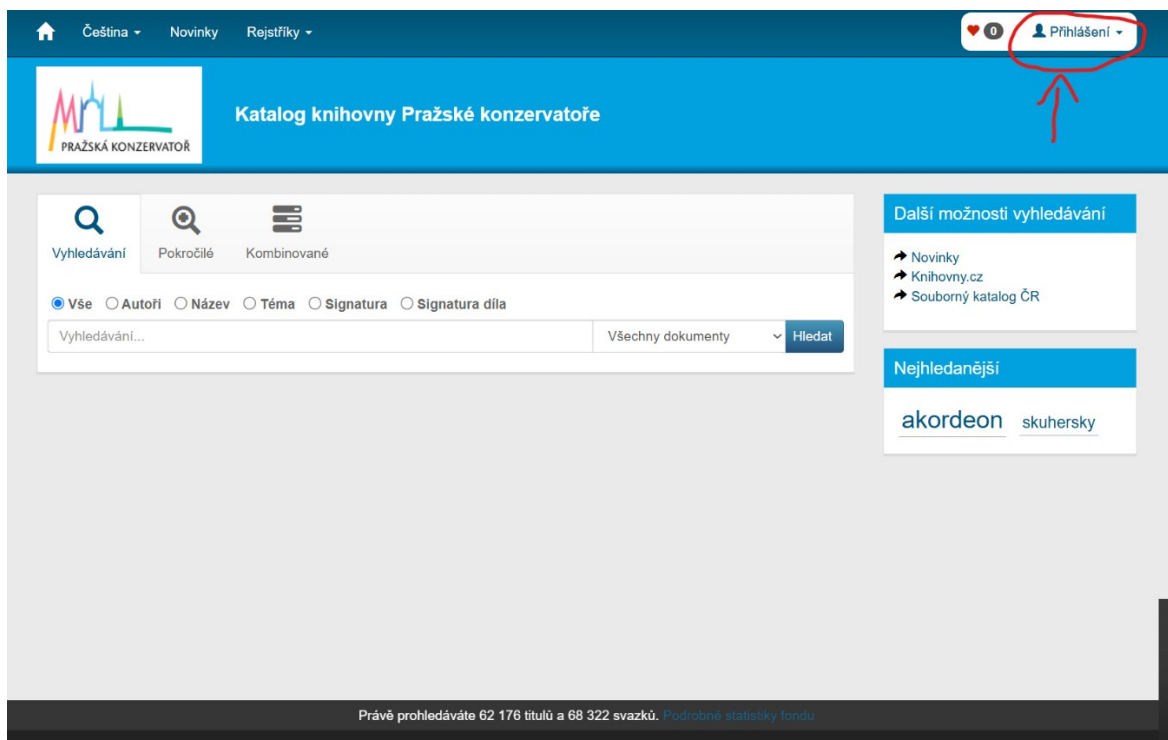 Čeština Novinky Rejstříky 0 Přihlášení
PRAŽSKÁ KONZERVATOŘ
Katalog knihovny Pražské konzervatoře
Vyhledávání Pokročilé Kombinované
Vše Autoři Název Téma Signatura Signatura díla
Vyhledávání... Všechny dokumenty Hledat
Další možnosti vyhledávání
Novinky
Knihovny.cz
Souborný katalog ČR
Nejhledanější
akordeon skuhersky
Právě prohledáváte 62 176 titulů a 68 322 svazků. Podrobné statistiky fondu